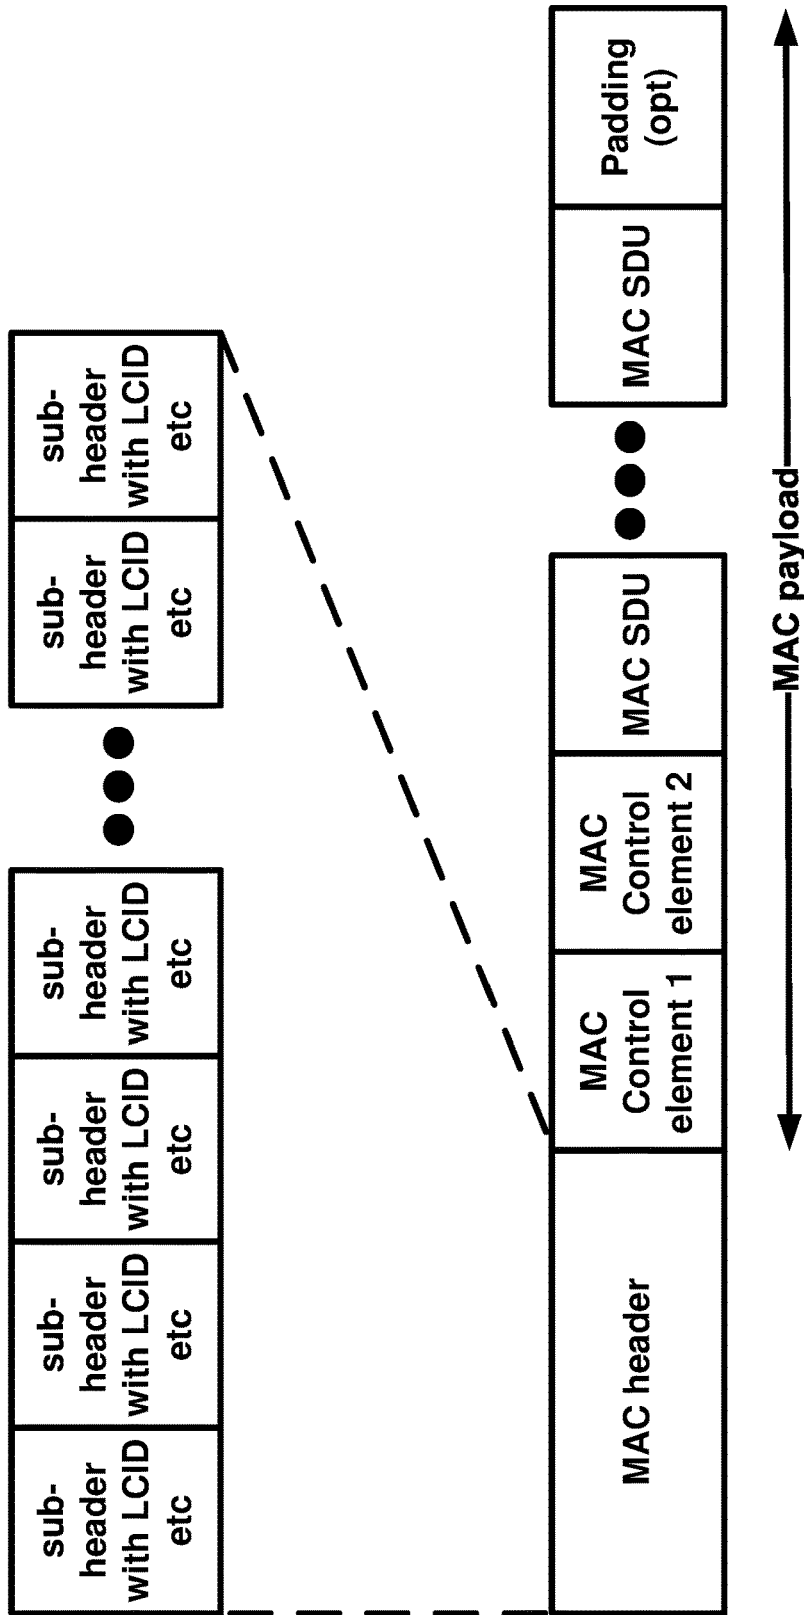 sub-
header
with LCID
etc
sub-
header
with LCID
etc
sub-
header
with LCID
etc
sub-
header
with LCID
etc
sub-
header
with LCID
etc
sub-
header
with LCID
etc
MAC header
MAC
Control
element 1
MAC
Control
element 2
MAC SDU
MAC SDU
Padding
(opt)
MAC payload